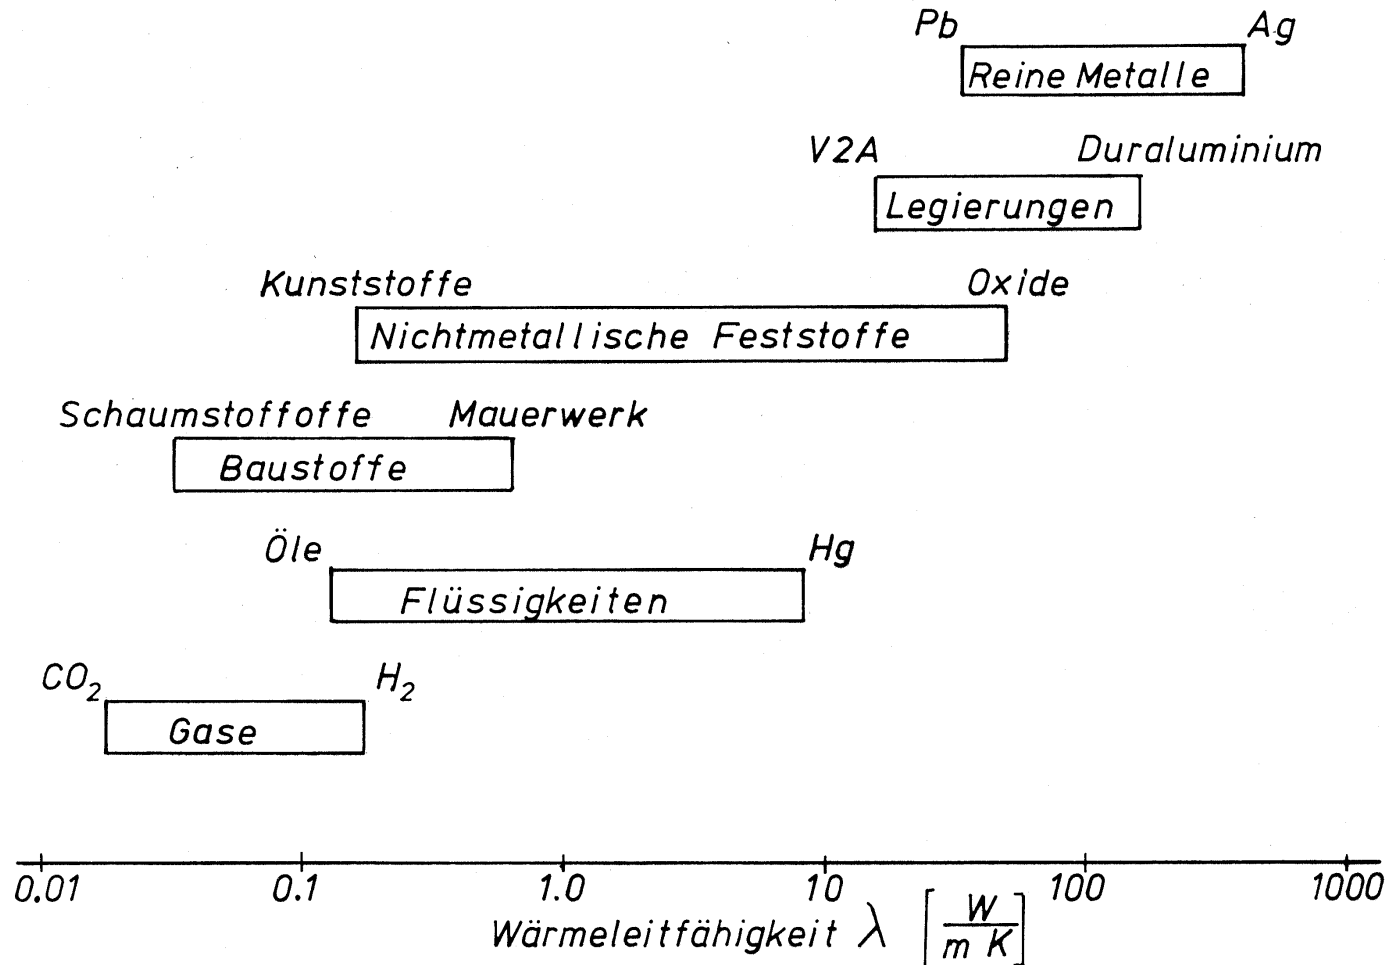 Pb Ag
Reine Metalle
V2A Duraluminium
Legierungen
Kunststoffe Oxide
Nichtmetallische Feststoffe
Schaumstoffoffe Mauerwerk
Baustoffe
Öle Hg
Flüssigkeiten
CO₂ H₂
Gase
0.01 0.1 1.0 10 100 1000
Wärmeleitfähigkeit λ [W/m K]